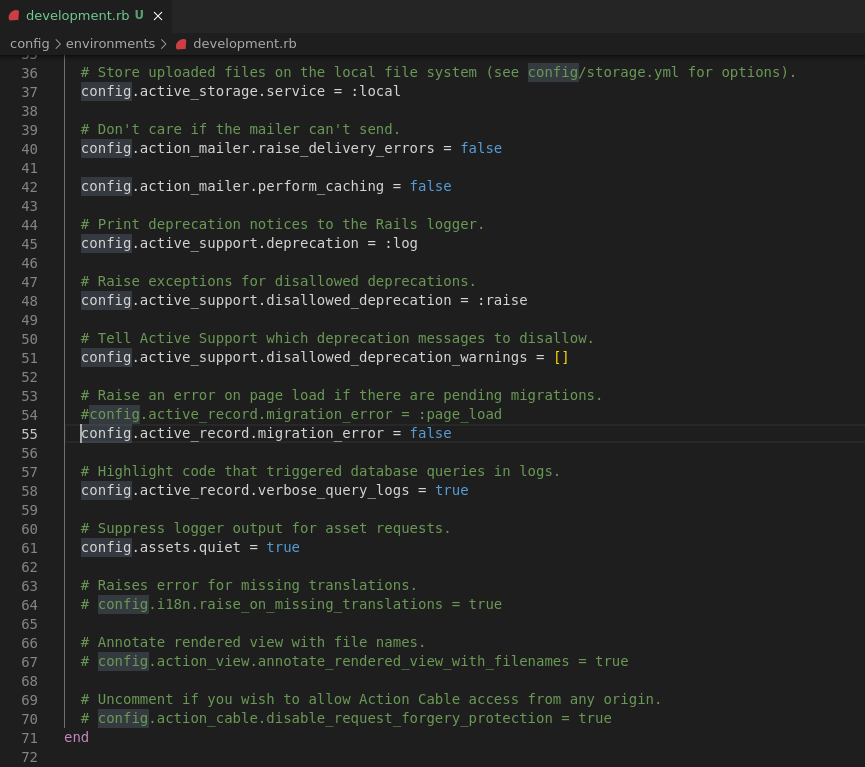 development.rb U ×
config > environments > development.rb
35
36 # Store uploaded files on the local file system (see config/storage.yml for options).
37 config.active_storage.service = :local
38
39 # Don't care if the mailer can't send.
40 config.action_mailer.raise_delivery_errors = false
41
42 config.action_mailer.perform_caching = false
43
44 # Print deprecation notices to the Rails logger.
45 config.active_support.deprecation = :log
46
47 # Raise exceptions for disallowed deprecations.
48 config.active_support.disallowed_deprecation = :raise
49
50 # Tell Active Support which deprecation messages to disallow.
51 config.active_support.disallowed_deprecation_warnings = []
52
53 # Raise an error on page load if there are pending migrations.
54 #config.active_record.migration_error = :page_load
55 config.active_record.migration_error = false
56
57 # Highlight code that triggered database queries in logs.
58 config.active_record.verbose_query_logs = true
59
60 # Suppress logger output for asset requests.
61 config.assets.quiet = true
62
63 # Raises error for missing translations.
64 # config.i18n.raise_on_missing_translations = true
65
66 # Annotate rendered view with file names.
67 # config.action_view.annotate_rendered_view_with_filenames = true
68
69 # Uncomment if you wish to allow Action Cable access from any origin.
70 # config.action_cable.disable_request_forgery_protection = true
71 end
72